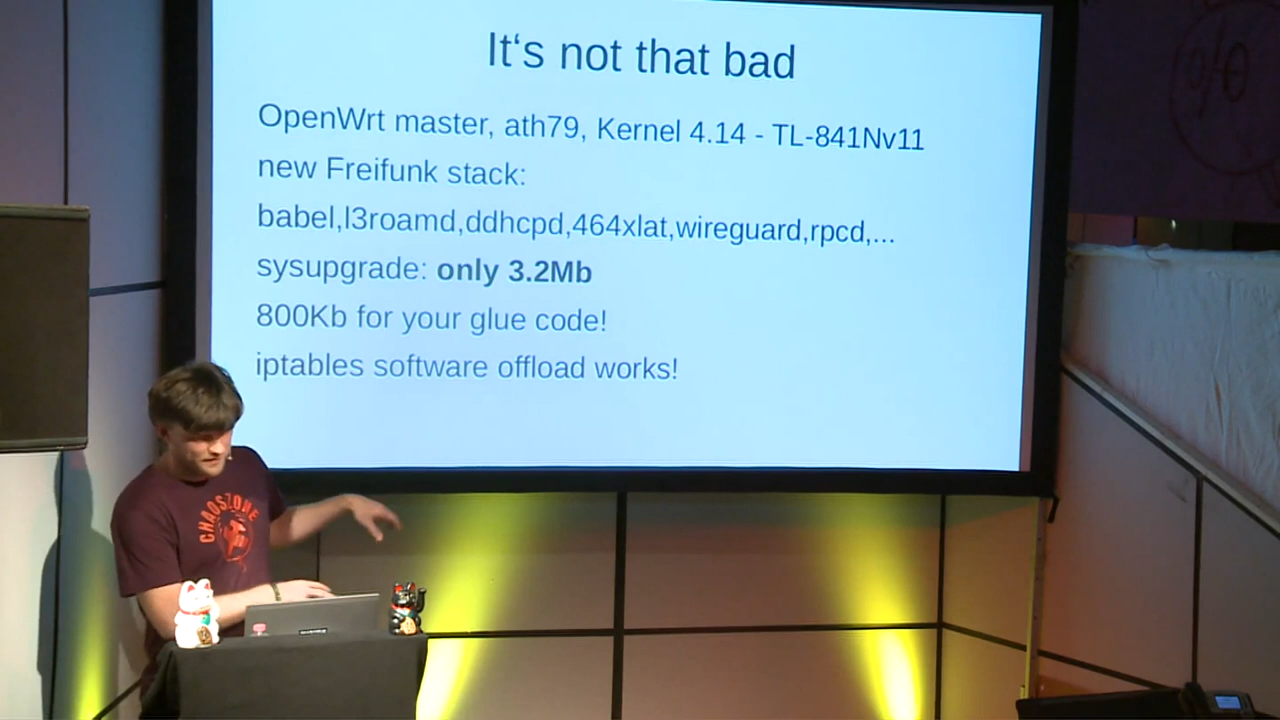 It‘s not that bad
OpenWrt master, ath79, Kernel 4.14 - TL-841Nv11
new Freifunk stack:
babel,l3roamd,ddhcpd,464xlat,wireguard,rpcd,...
sysupgrade: only 3.2Mb
800Kb for your glue code!
iptables software offload works!
CHAOSZONE